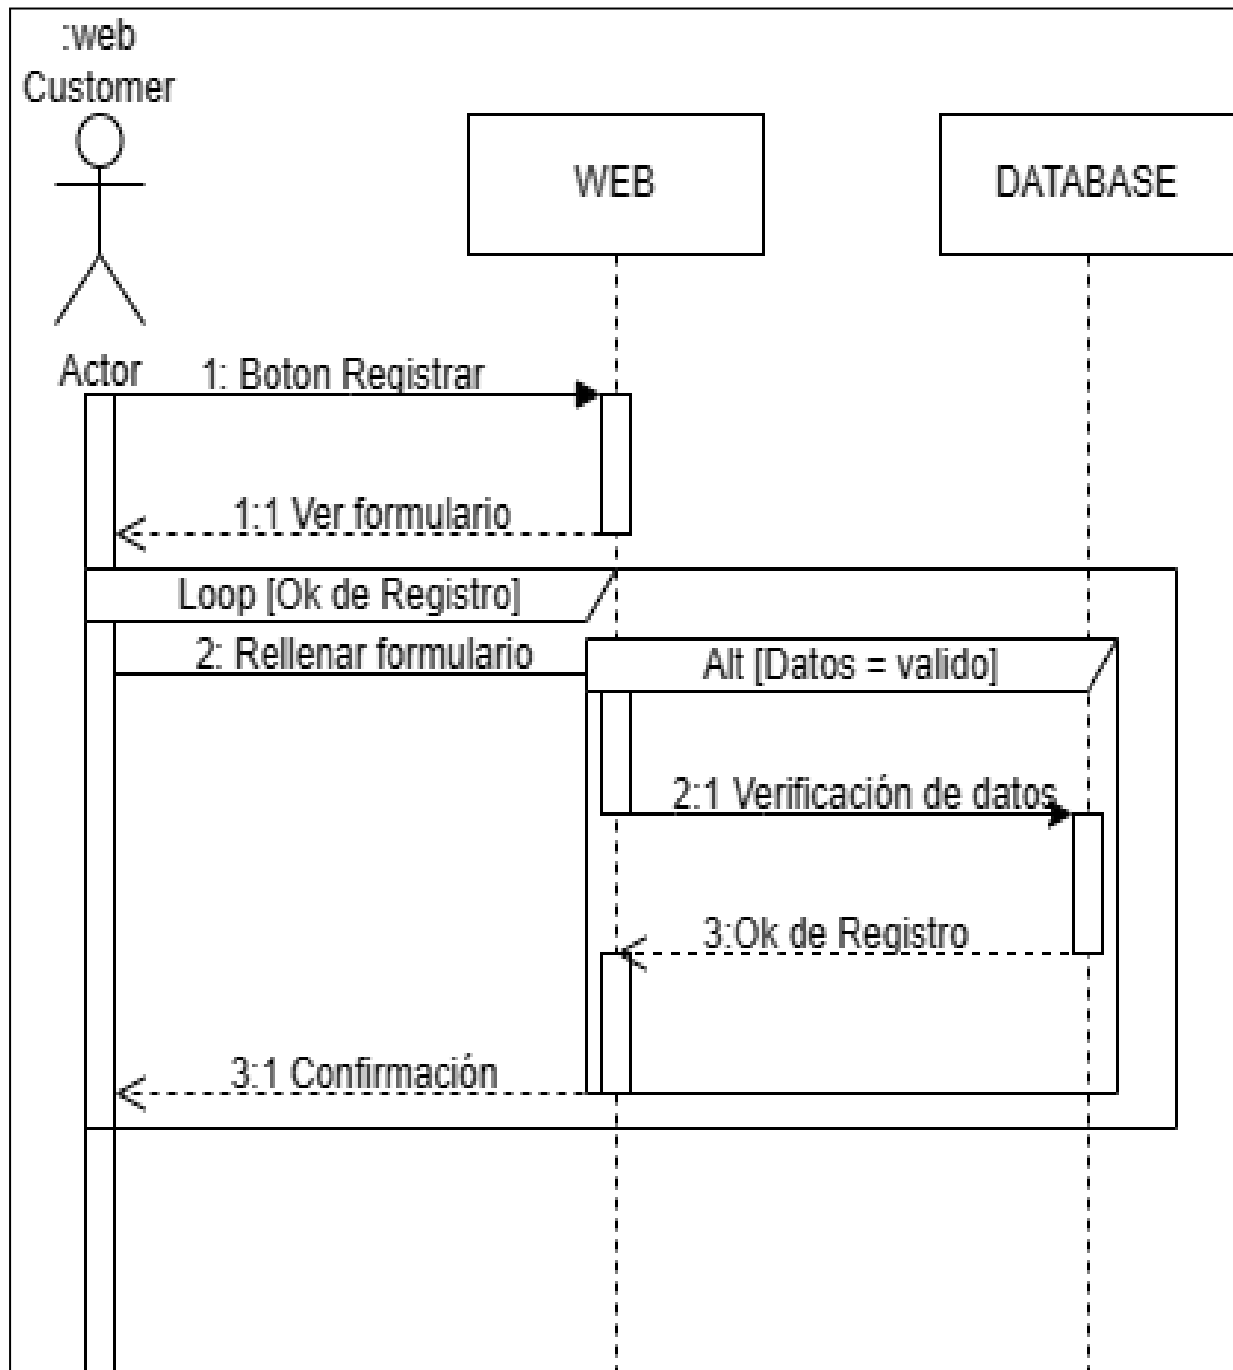 :web
Customer
WEB
DATABASE
Actor
1: Boton Registrar
1:1 Ver formulario
Loop [Ok de Registro]
2: Rellenar formulario
Alt [Datos = valido]
2:1 Verificación de datos
3:Ok de Registro
3:1 Confirmación